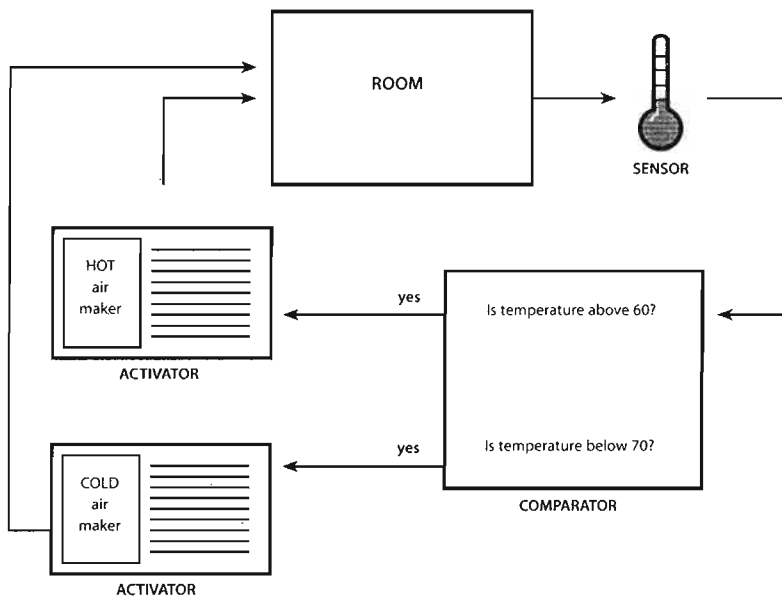 ROOM
SENSOR
HOT
air
maker
ACTIVATOR
yes
Is temperature above 60?
yes
Is temperature below 70?
COMPARATOR
COLD
air
maker
ACTIVATOR